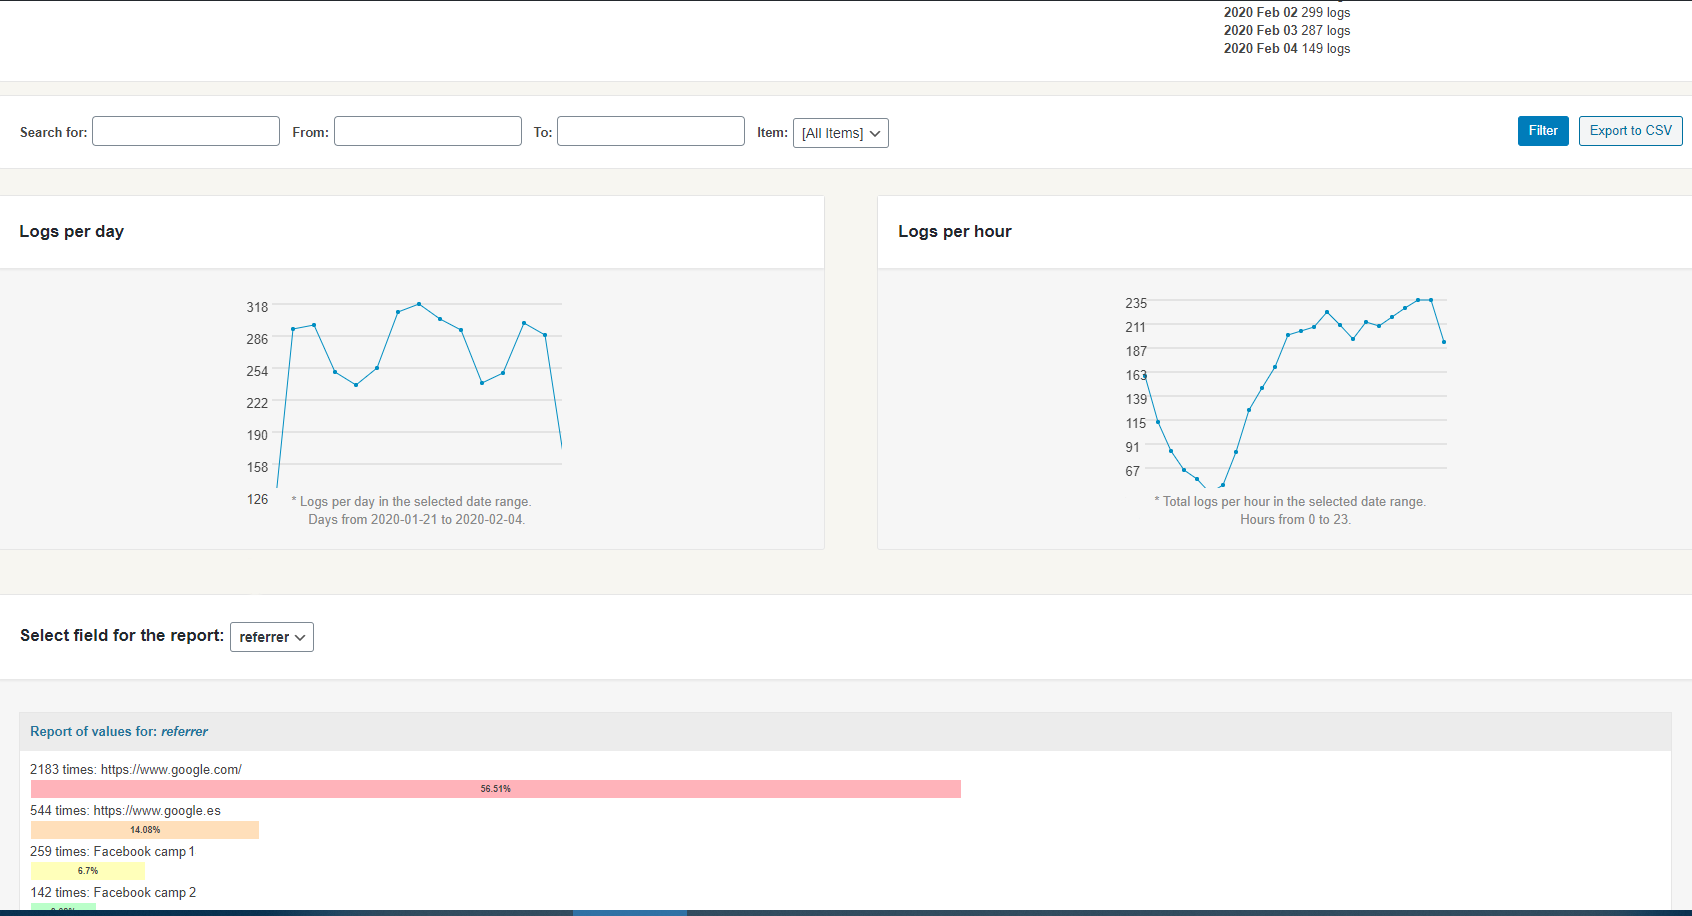 2020 Feb 02 299 logs
2020 Feb 03 287 logs
2020 Feb 04 149 logs
Search for: From: To: Item: [All Items] Filter Export to CSV
Logs per day
318
286
254
222
190
158
126
* Logs per day in the selected date range.
Days from 2020-01-21 to 2020-02-04.
Logs per hour
235
211
187
163
139
115
91
67
* Total logs per hour in the selected date range.
Hours from 0 to 23.
Select field for the report: referrer
Report of values for: referrer
2183 times: https://www.google.com/
56.51%
544 times: https://www.google.es
14.08%
259 times: Facebook camp 1
6.7%
142 times: Facebook camp 2